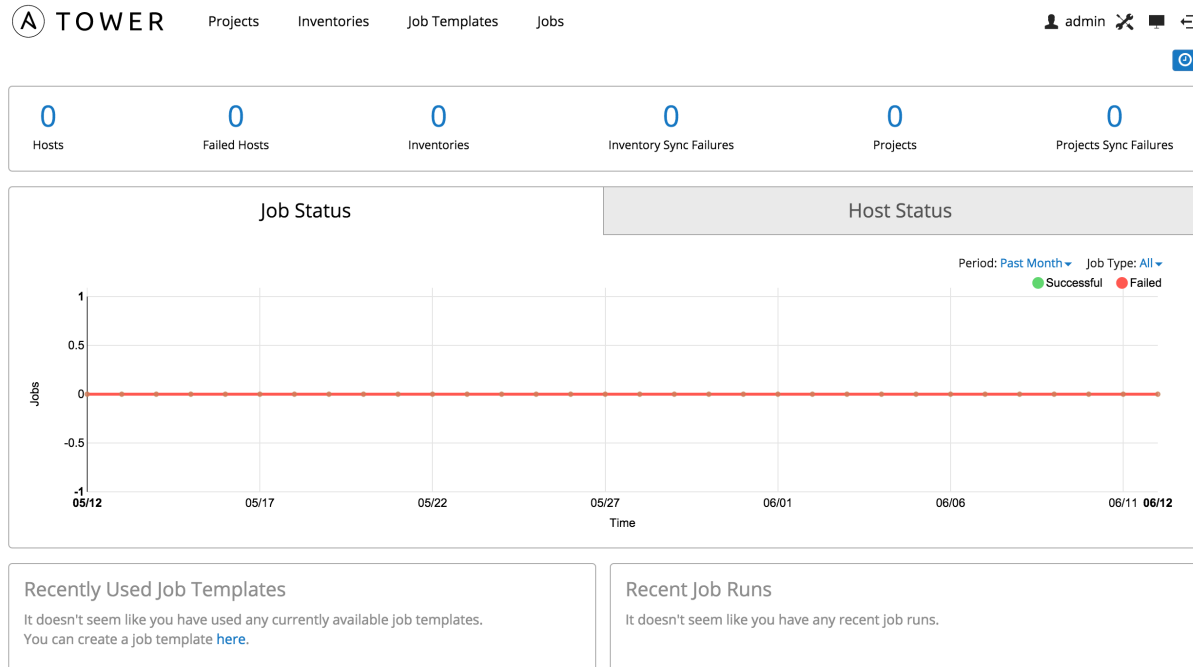 A TOWER Projects Inventories Job Templates Jobs admin
0 0 0 0 0 0
Hosts Failed Hosts Inventories Inventory Sync Failures Projects Projects Sync Failures
Job Status Host Status
Period: Past Month Job Type: All
Successful Failed
1
0.5
0
-0.5
-1
Jobs
05/12 05/17 05/22 05/27 06/01 06/06 06/11 06/12
Time
Recently Used Job Templates
It doesn't seem like you have used any currently available job templates.
You can create a job template here.
Recent Job Runs
It doesn't seem like you have any recent job runs.